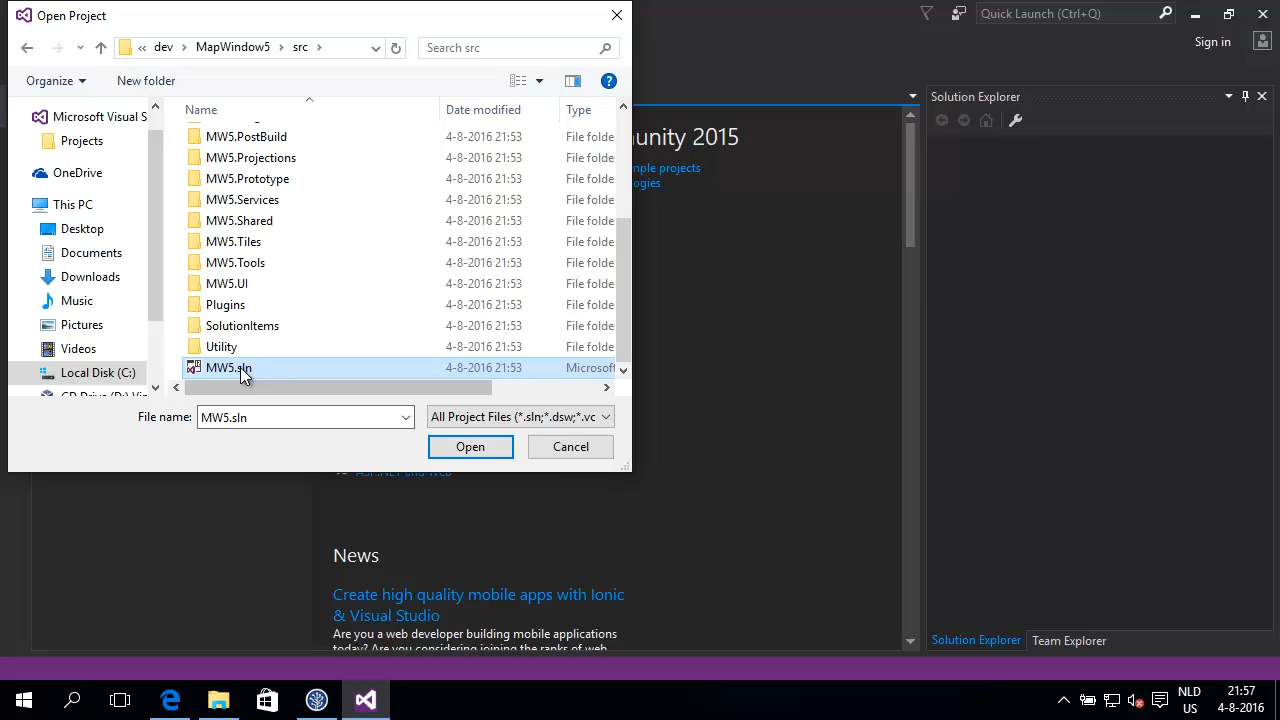 Open Project
Quick Launch (Ctrl+Q)
Sign in
dev
MapWindow5
src
Search src
Organize
New folder
Name
Date modified
Type
Microsoft Visual S
Projects
OneDrive
This PC
Desktop
Documents
Downloads
Music
Pictures
Videos
Local Disk (C:)
MW5.PostBuild 4-8-2016 21:53 File folde
MW5.Projections 4-8-2016 21:53 File folde
MW5.Prototype 4-8-2016 21:53 File folde
MW5.Services 4-8-2016 21:53 File folde
MW5.Shared 4-8-2016 21:53 File folde
MW5.Tiles 4-8-2016 21:53 File folde
MW5.Tools 4-8-2016 21:53 File folde
MW5.UI 4-8-2016 21:53 File folde
Plugins 4-8-2016 21:53 File folde
SolutionItems 4-8-2016 21:53 File folde
Utility 4-8-2016 21:53 File folde
MW5.sln 4-8-2016 21:53 Microsoft
File name:
MW5.sln
All Project Files (*.sln;*.dsw;*.vc
Open
Cancel
unity 2015
mple projects
ogies
News
Create high quality mobile apps with Ionic
& Visual Studio
Are you a web developer building mobile applications
today? Are you considering joining the ranks of web
Solution Explorer
Solution Explorer
Team Explorer
NLD
US
21:57
4-8-2016